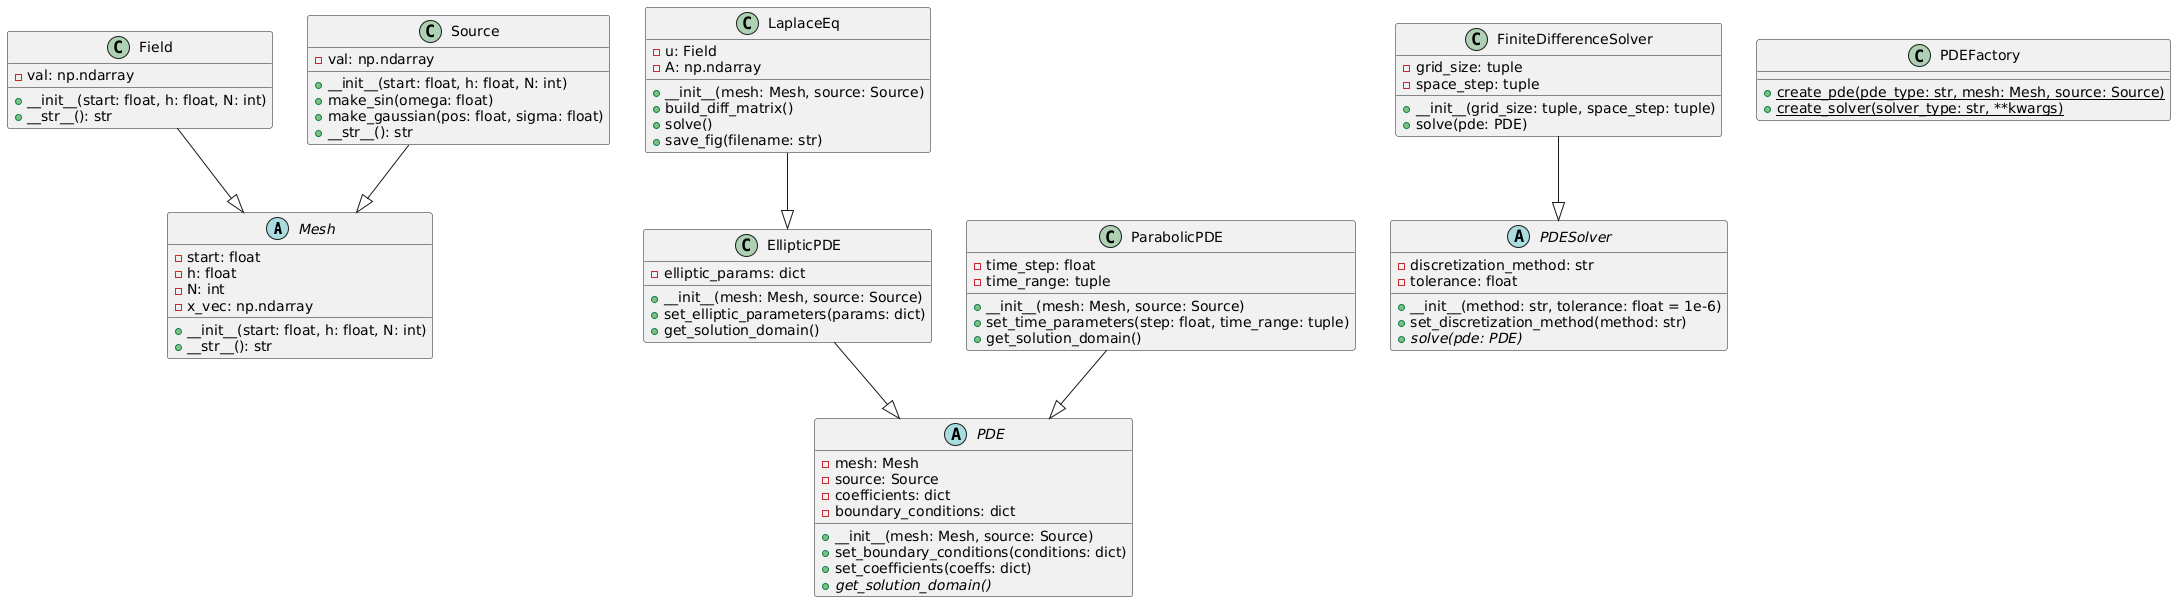 C Field
val: np.ndarray
__init__(start: float, h: float, N: int)
__str__(): str
C Source
val: np.ndarray
__init__(start: float, h: float, N: int)
make_sin(omega: float)
make_gaussian(pos: float, sigma: float)
__str__(): str
C LaplaceEq
u: Field
A: np.ndarray
__init__(mesh: Mesh, source: Source)
build_diff_matrix()
solve()
save_fig(filename: str)
C FiniteDifferenceSolver
grid_size: tuple
space_step: tuple
__init__(grid_size: tuple, space_step: tuple)
solve(pde: PDE)
C PDEFactory
create_pde(pde_type: str, mesh: Mesh, source: Source)
create_solver(solver_type: str, **kwargs)
A Mesh
start: float
h: float
N: int
x_vec: np.ndarray
__init__(start: float, h: float, N: int)
__str__(): str
C EllipticPDE
elliptic_params: dict
__init__(mesh: Mesh, source: Source)
set_elliptic_parameters(params: dict)
get_solution_domain()
C ParabolicPDE
time_step: float
time_range: tuple
__init__(mesh: Mesh, source: Source)
set_time_parameters(step: float, time_range: tuple)
get_solution_domain()
A PDESolver
discretization_method: str
tolerance: float
__init__(method: str, tolerance: float = 1e-6)
set_discretization_method(method: str)
solve(pde: PDE)
A PDE
mesh: Mesh
source: Source
coefficients: dict
boundary_conditions: dict
__init__(mesh: Mesh, source: Source)
set_boundary_conditions(conditions: dict)
set_coefficients(coeffs: dict)
get_solution_domain()